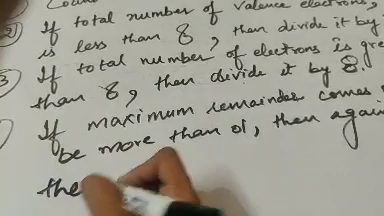 Count
(2) If total number of valence electrons,
is less than 8, then divide it by
(3) If total number of electrons is gre
than 8, then divide it by 8.
If maximum remainder comes
be more than 01, then again
the